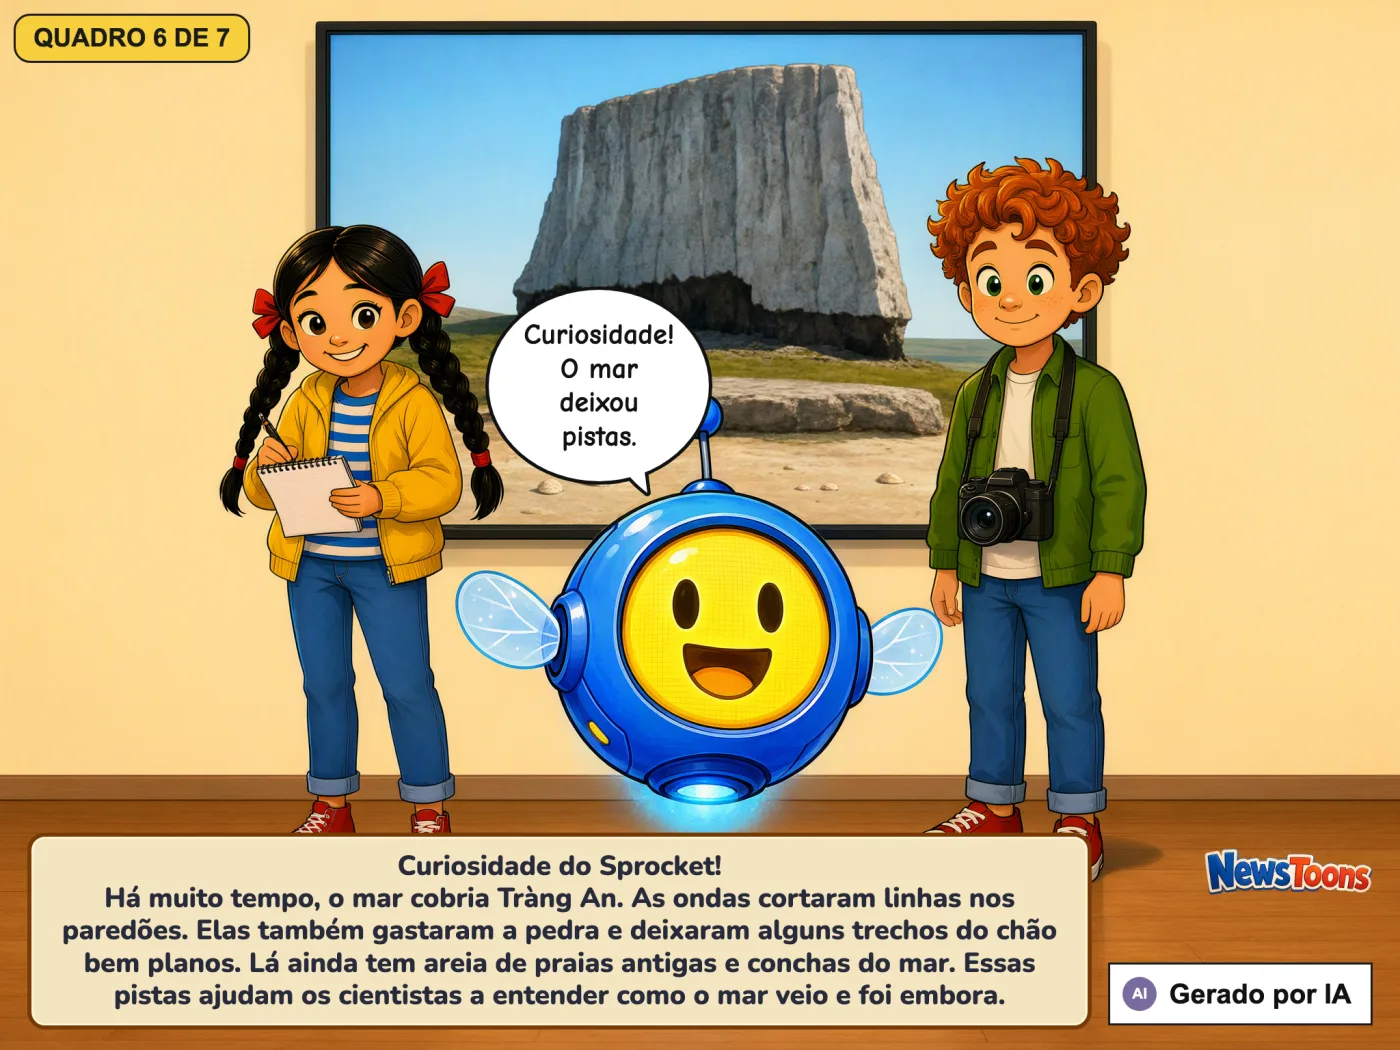 QUADRO 6 DE 7
Curiosidade!
O mar
deixou
pistas.
Curiosidade do Sprocket!
Há muito tempo, o mar cobria Tràng An. As ondas cortaram linhas nos
paredões. Elas também gastaram a pedra e deixaram alguns trechos do chão
bem planos. Lá ainda tem areia de praias antigas e conchas do mar. Essas
pistas ajudam os cientistas a entender como o mar veio e foi embora.
NewsToons
AI Gerado por IA